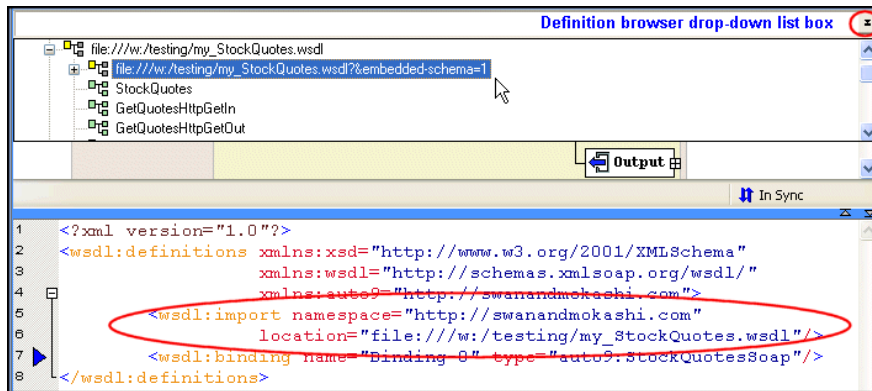 Definition browser drop-down list box
file:///w:/testing/my_StockQuotes.wsdl
file:///w:/testing/my_StockQuotes.wsdl?&embedded-schema=1
StockQuotes
GetQuotesHttpGetIn
GetQuotesHttpGetOut
Output
In Sync
1 <?xml version="1.0"?>
2 <wsdl:definitions xmlns:xsd="http://www.w3.org/2001/XMLSchema"
3 xmlns:wsdl="http://schemas.xmlsoap.org/wsdl/"
4 xmlns:auto9="http://swanandmokashi.com">
5 <wsdl:import namespace="http://swanandmokashi.com"
6 location="file:///w:/testing/my_StockQuotes.wsdl"/>
7 <wsdl:binding name="Binding-0" type="auto9:StockQuotesSoap"/>
8 </wsdl:definitions>